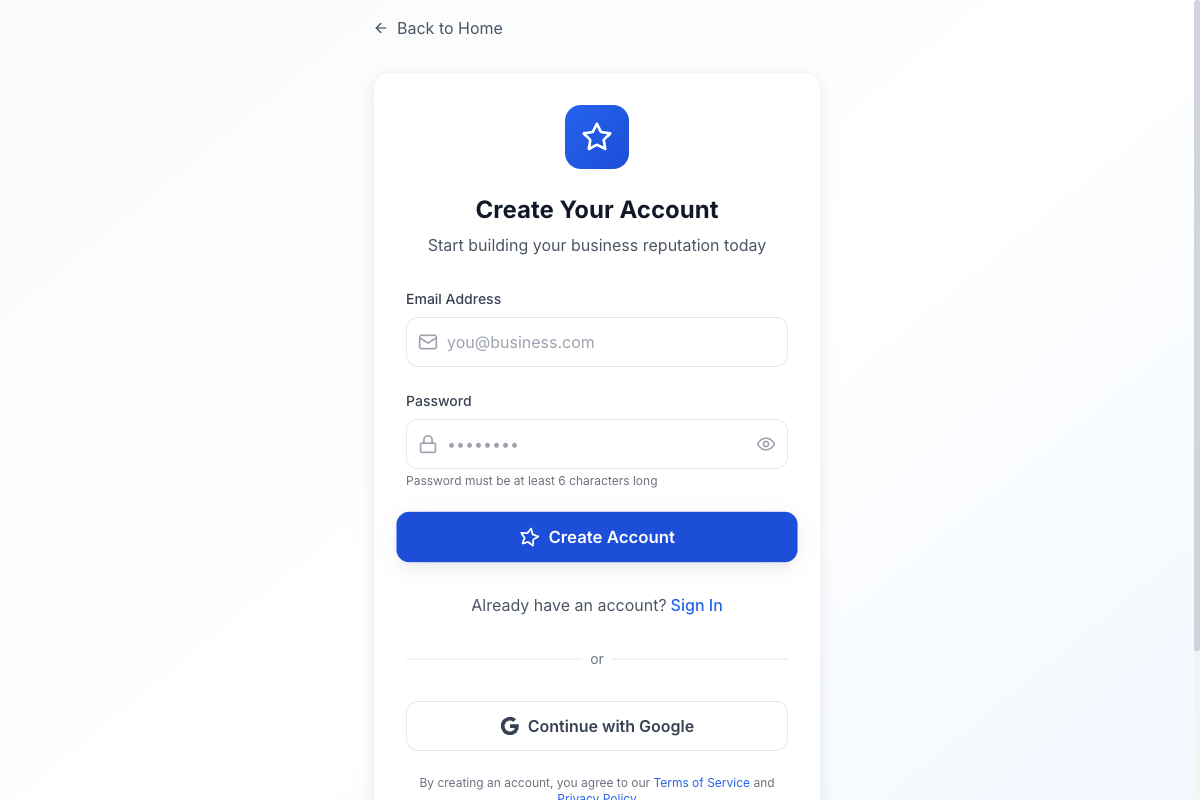 Back to Home
Create Your Account
Start building your business reputation today
Email Address
you@business.com
Password
••••••••
Password must be at least 6 characters long
Create Account
Already have an account? Sign In
or
Continue with Google
By creating an account, you agree to our Terms of Service and
Privacy Policy